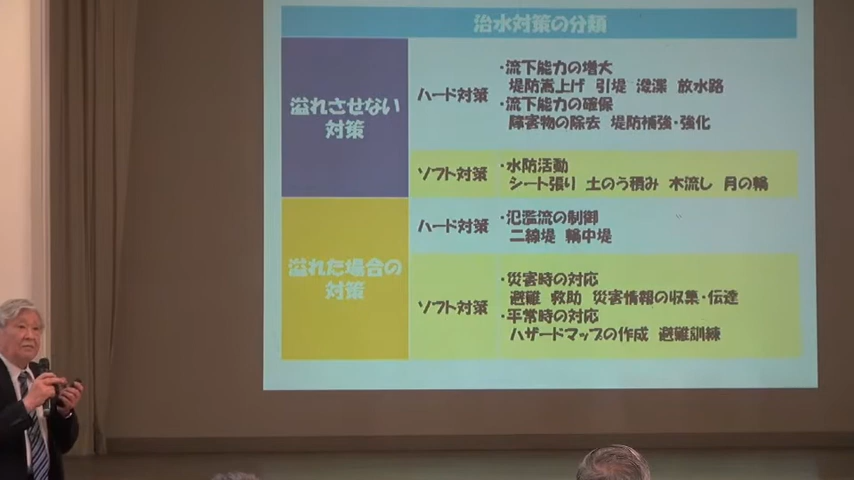 治水対策の分類
溢れさせない
対策
ハード対策
・流下能力の増大
堤防嵩上げ 引堤 浚渫 放水路
・流下能力の確保
障害物の除去 堤防補強・強化
ソフト対策
・水防活動
シート張り 土のう積み 木流し 月の輪
溢れた場合の
対策
ハード対策
・氾濫流の制御
二線堤 輪中堤
ソフト対策
・災害時の対応
避難 救助 災害情報の収集・伝達
・平常時の対応
ハザードマップの作成 避難訓練